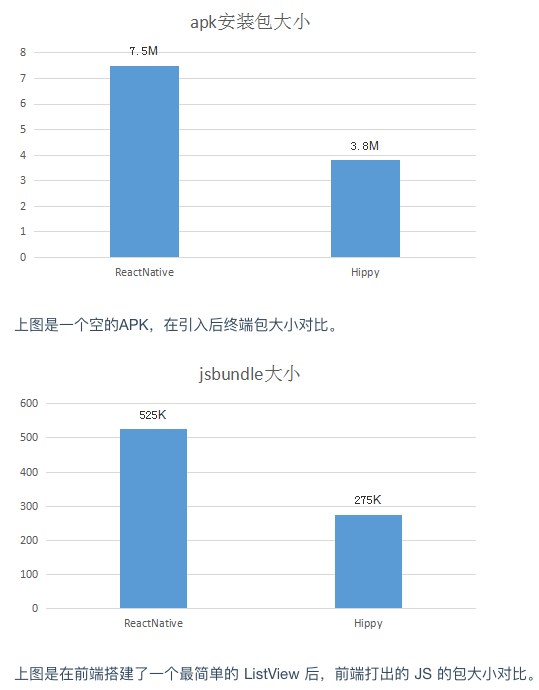 apk安装包大小
8
7.5M
7
6
5
4
3.8M
3
2
1
0
ReactNative
Hippy
上图是一个空的APK，在引入后终端包大小对比。
jsbundle大小
600
525K
500
400
300
275K
200
100
0
ReactNative
Hippy
上图是在前端搭建了一个最简单的 ListView 后，前端打出的 JS 的包大小对比。